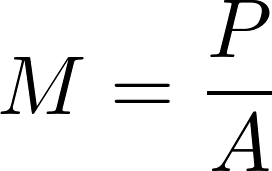 M = P/A